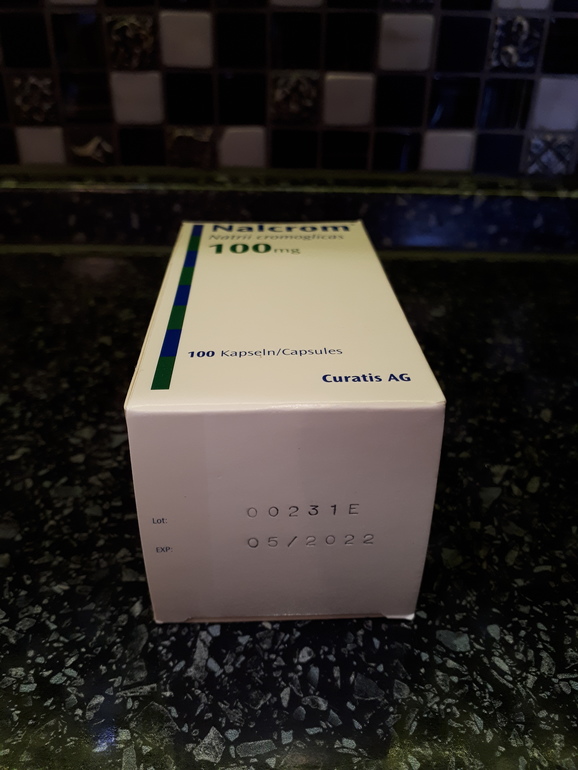 Nalcrom
Natrii cromoglicas
100 mg
100 Kapseln/Capsules
Curatis AG
Lot: 00231E
EXP: 05/2022